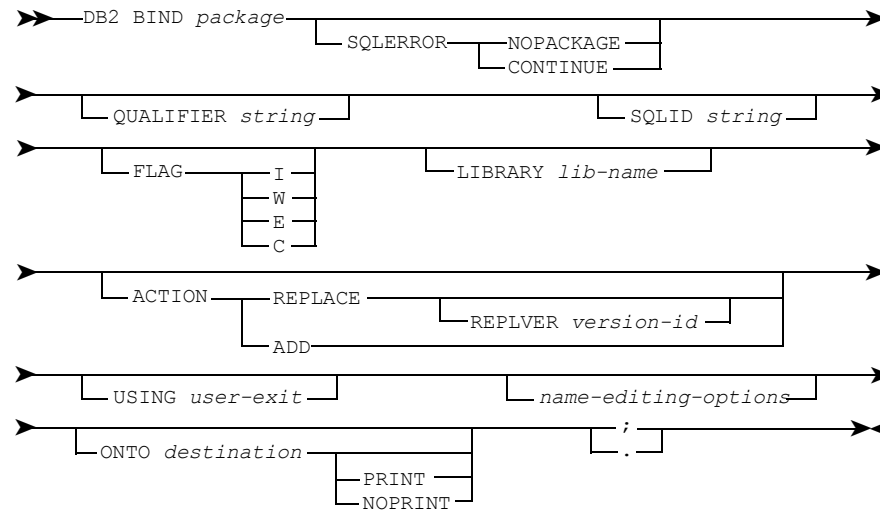 DB2 BIND package
SQLERROR NOPACKAGE
CONTINUE
QUALIFIER string SQLID string
FLAG I LIBRARY lib-name
W
E
C
ACTION REPLACE
REPLVER version-id
ADD
USING user-exit name-editing-options
;
ONTO destination .
PRINT
NOPRINT